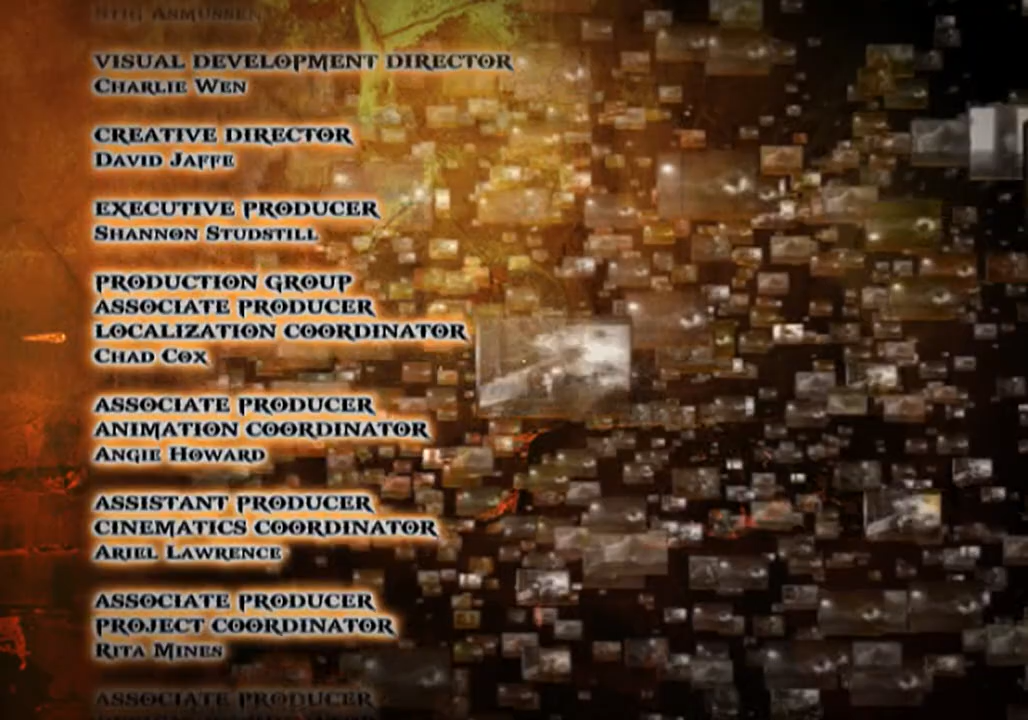 Stig Asmussen
VISUAL DEVELOPMENT DIRECTOR
Charlie Wen
CREATIVE DIRECTOR
David Jaffe
EXECUTIVE PRODUCER
Shannon Studstill
PRODUCTION GROUP
ASSOCIATE PRODUCER
LOCALIZATION COORDINATOR
Chad Cox
ASSOCIATE PRODUCER
ANIMATION COORDINATOR
Angie Howard
ASSISTANT PRODUCER
CINEMATICS COORDINATOR
Ariel Lawrence
ASSOCIATE PRODUCER
PROJECT COORDINATOR
Rita Mines
ASSOCIATE PRODUCER